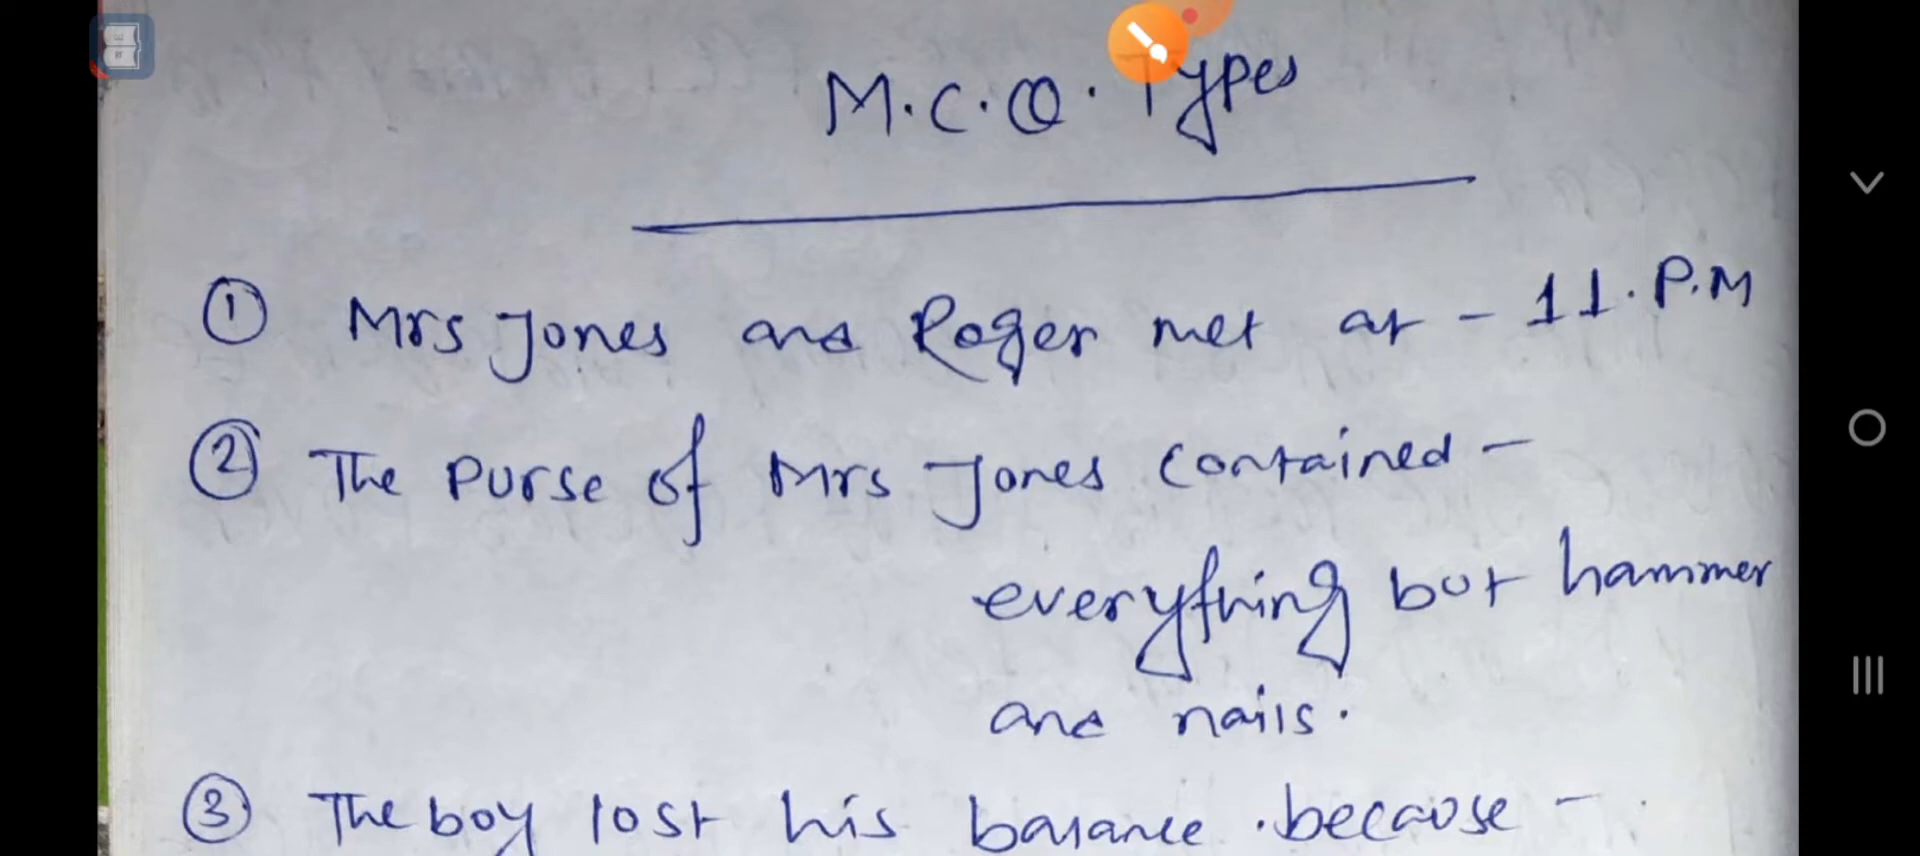 M.C.Q. Types
① Mrs Jones and Roger met at - 11. P.M
② The purse of Mrs Jones contained -
everything but hammer
and nails.
③ The boy lost his balance .because - .